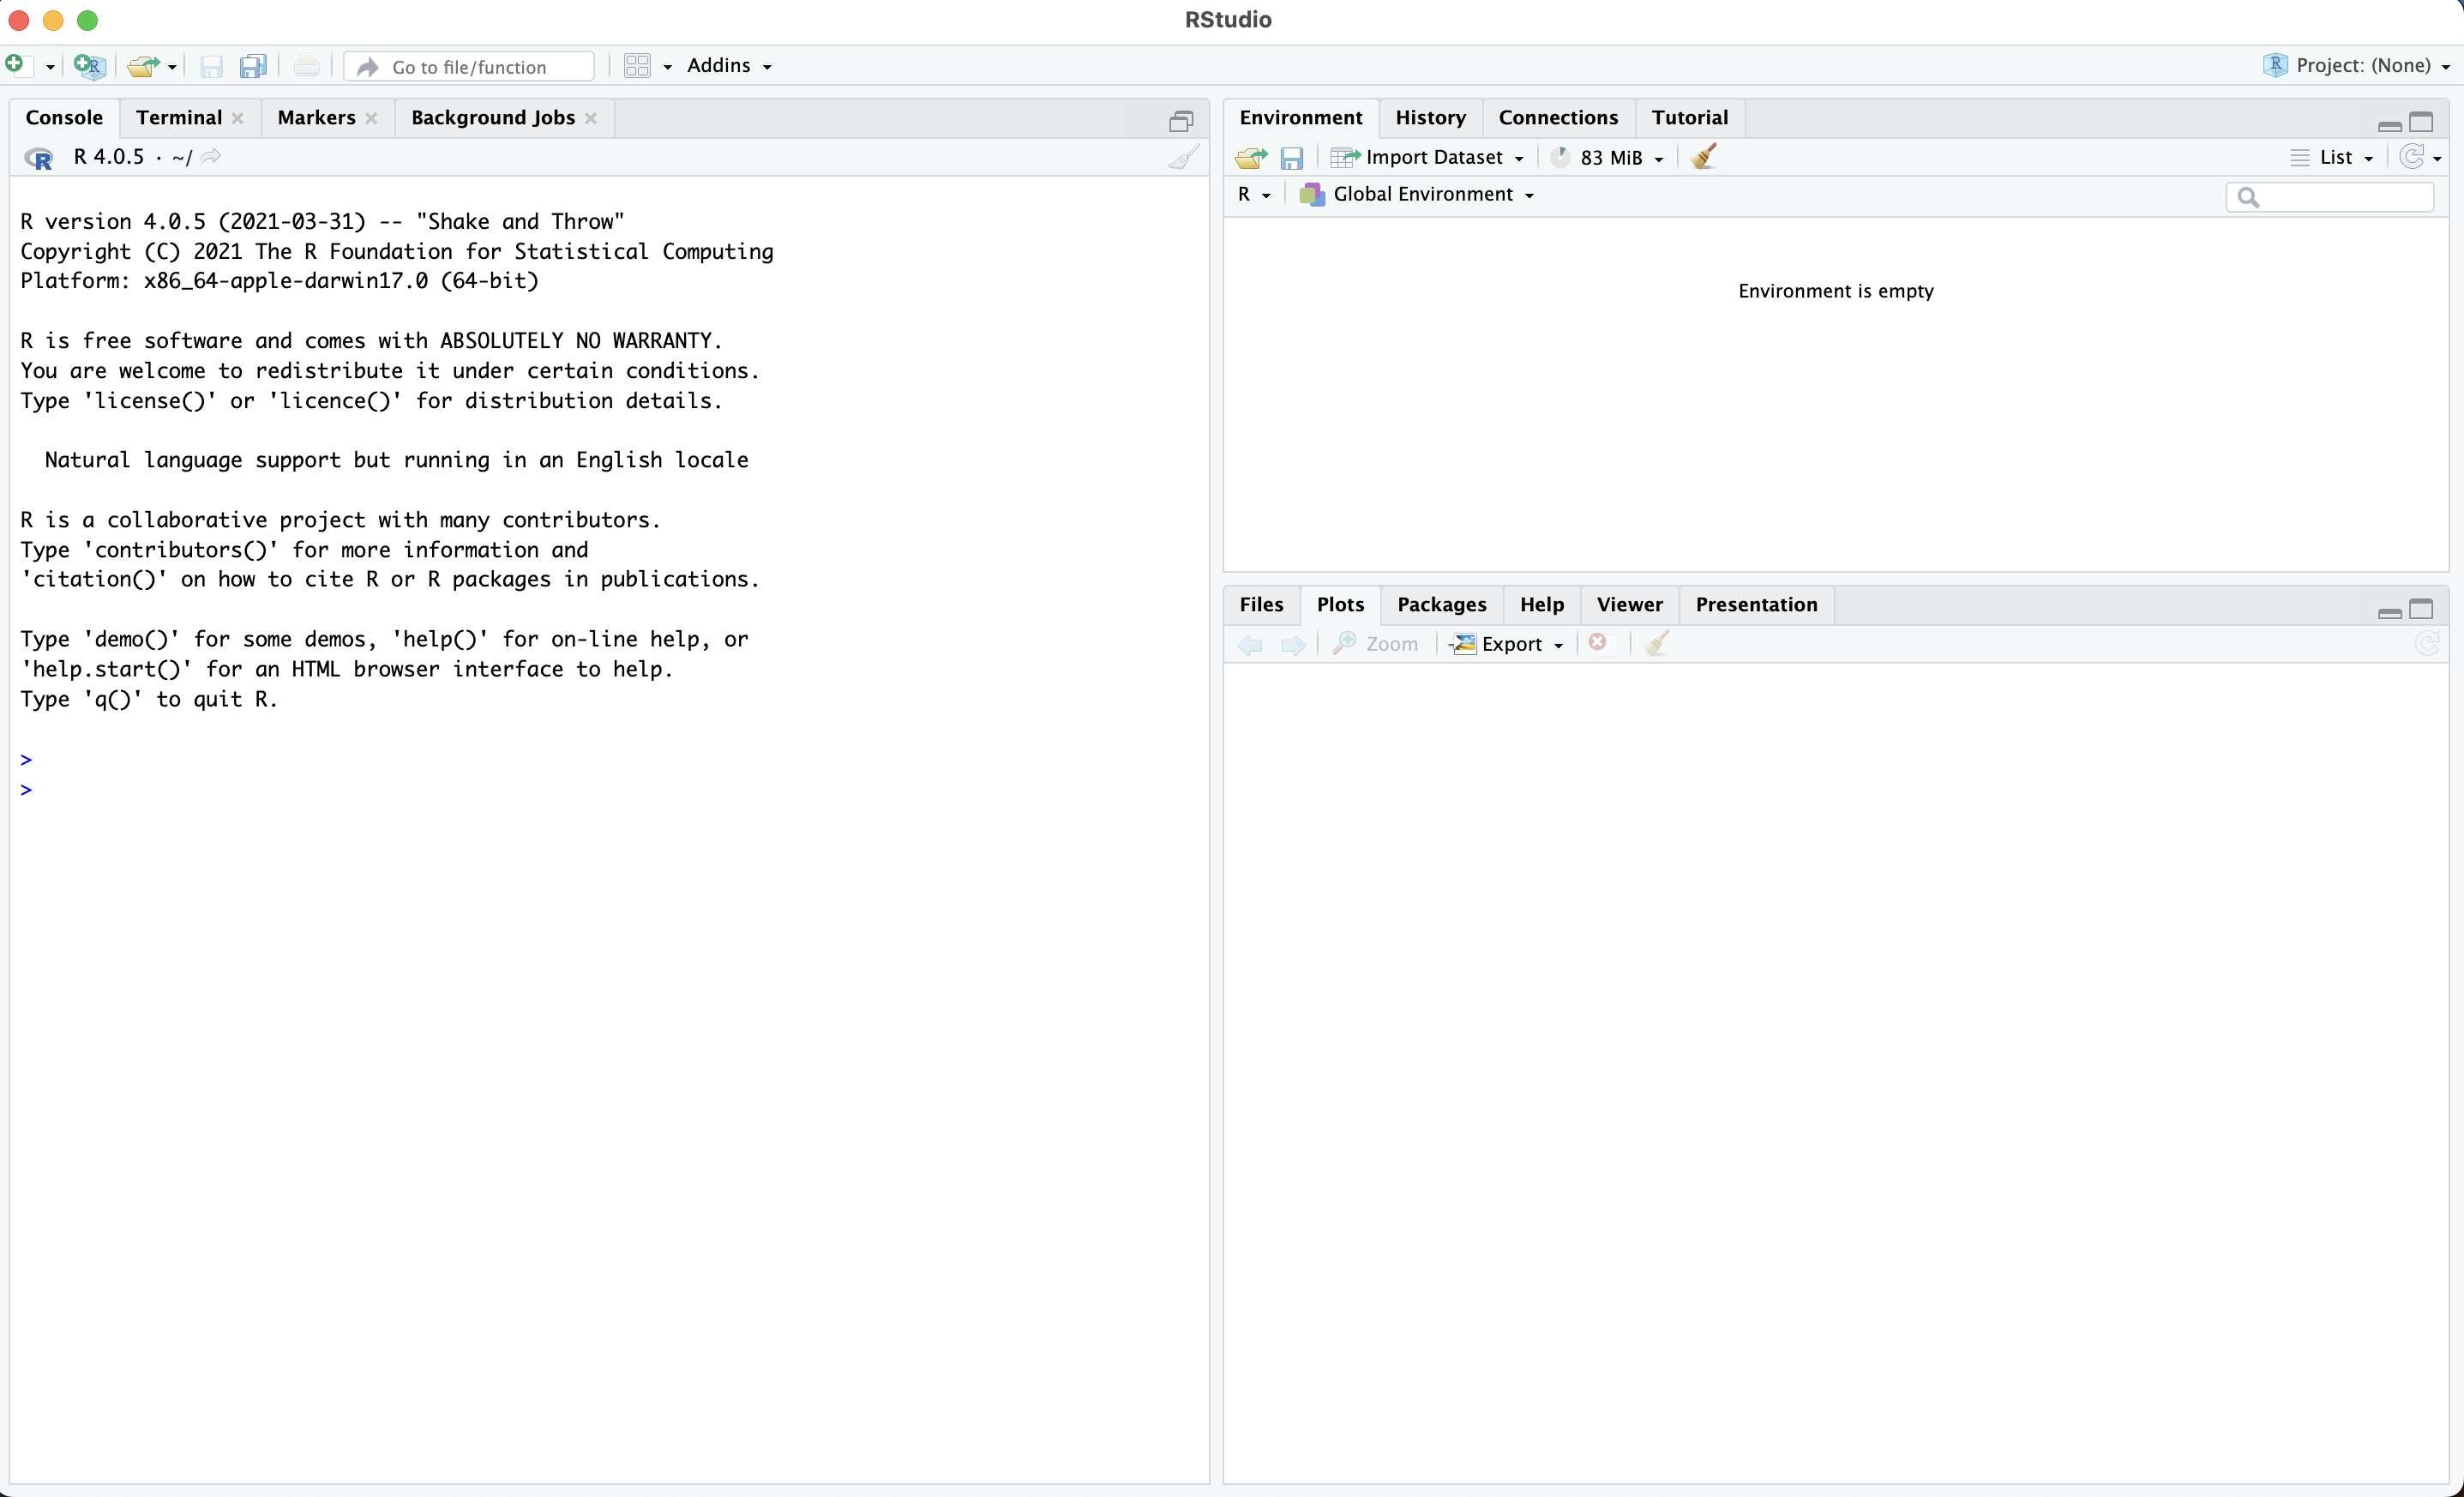 RStudio
Go to file/function
Addins
Project: (None)
Console
Terminal
Markers
Background Jobs
R 4.0.5 · ~/
R version 4.0.5 (2021-03-31) -- "Shake and Throw"
Copyright (C) 2021 The R Foundation for Statistical Computing
Platform: x86_64-apple-darwin17.0 (64-bit)
R is free software and comes with ABSOLUTELY NO WARRANTY.
You are welcome to redistribute it under certain conditions.
Type 'license()' or 'licence()' for distribution details.
Natural language support but running in an English locale
R is a collaborative project with many contributors.
Type 'contributors()' for more information and
'citation()' on how to cite R or R packages in publications.
Type 'demo()' for some demos, 'help()' for on-line help, or
'help.start()' for an HTML browser interface to help.
Type 'q()' to quit R.
>
>
Environment
History
Connections
Tutorial
Import Dataset
83 MiB
List
R
Global Environment
Environment is empty
Files
Plots
Packages
Help
Viewer
Presentation
Zoom
Export